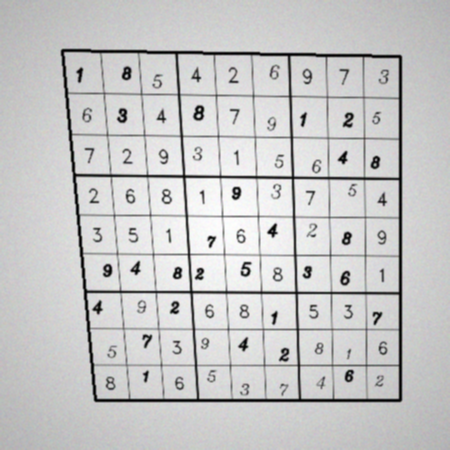 1 8 5 4 2 6 9 7 3
6 3 4 8 7 9 1 2 5
7 2 9 3 1 5 6 4 8
2 6 8 1 9 3 7 5 4
3 5 1 7 6 4 2 8 9
9 4 8 2 5 8 3 6 1
4 9 2 6 8 1 5 3 7
5 7 3 9 4 2 8 1 6
8 1 6 5 3 7 4 6 2